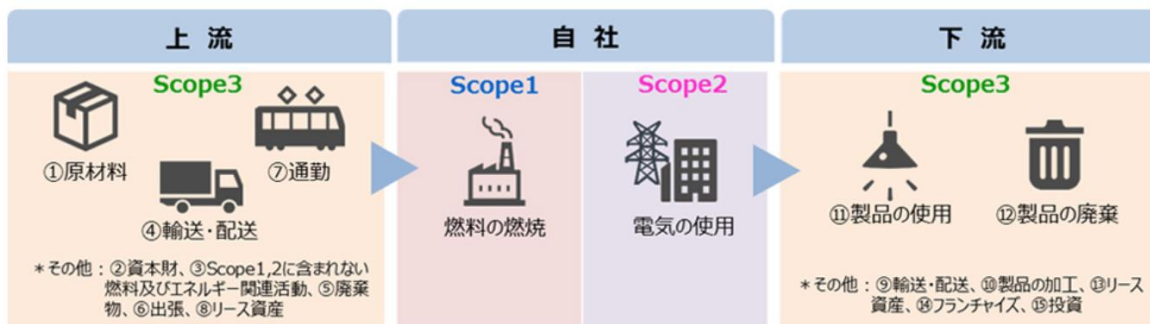 上 流
Scope3
①原材料
⑦通勤
④輸送・配送
＊その他：②資本財、③Scope1,2に含まれない
燃料及びエネルギー関連活動、⑤廃棄
物、⑥出張、⑧リース資産
自 社
Scope1
燃料の燃焼
Scope2
電気の使用
下 流
Scope3
⑪製品の使用
⑫製品の廃棄
＊その他：⑨輸送・配送、⑩製品の加工、⑬リース
資産、⑭フランチャイズ、⑮投資